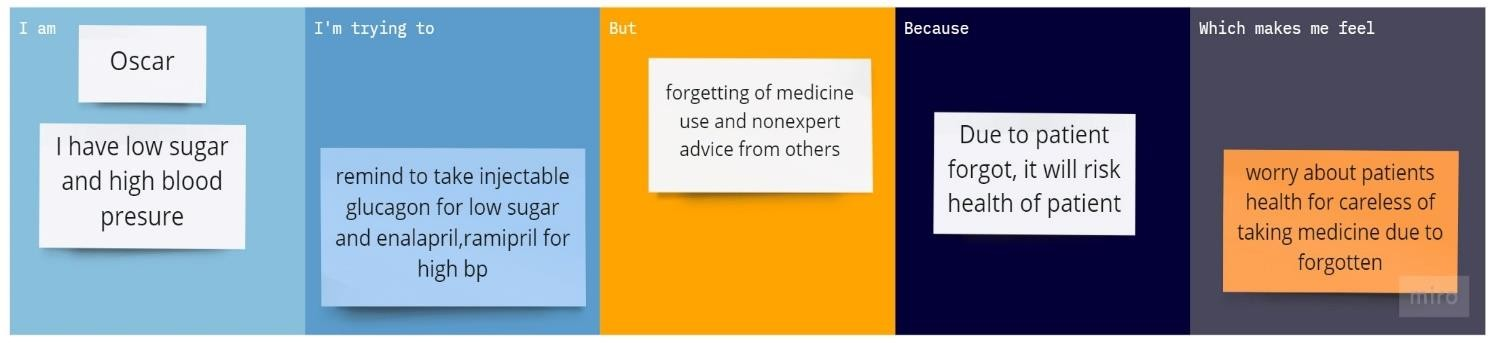 I am
Oscar
I have low sugar
and high blood
presure
I'm trying to
remind to take injectable
glucagon for low sugar
and enalapril,ramipril for
high bp
But
forgetting of medicine
use and nonexpert
advice from others
Because
Due to patient
forgot, it will risk
health of patient
Which makes me feel
worry about patients
health for careless of
taking medicine due to
forgotten
miro